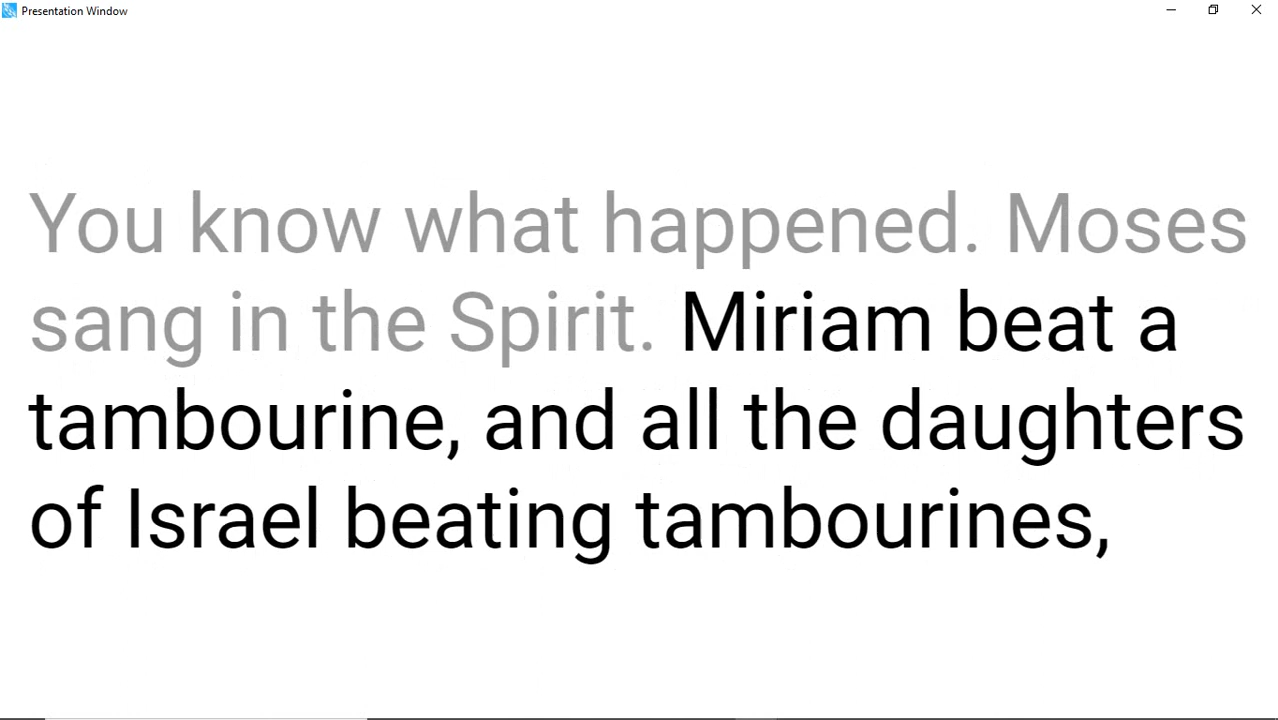 Presentation Window
You know what happened. Moses
sang in the Spirit. Miriam beat a
tambourine, and all the daughters
of Israel beating tambourines,